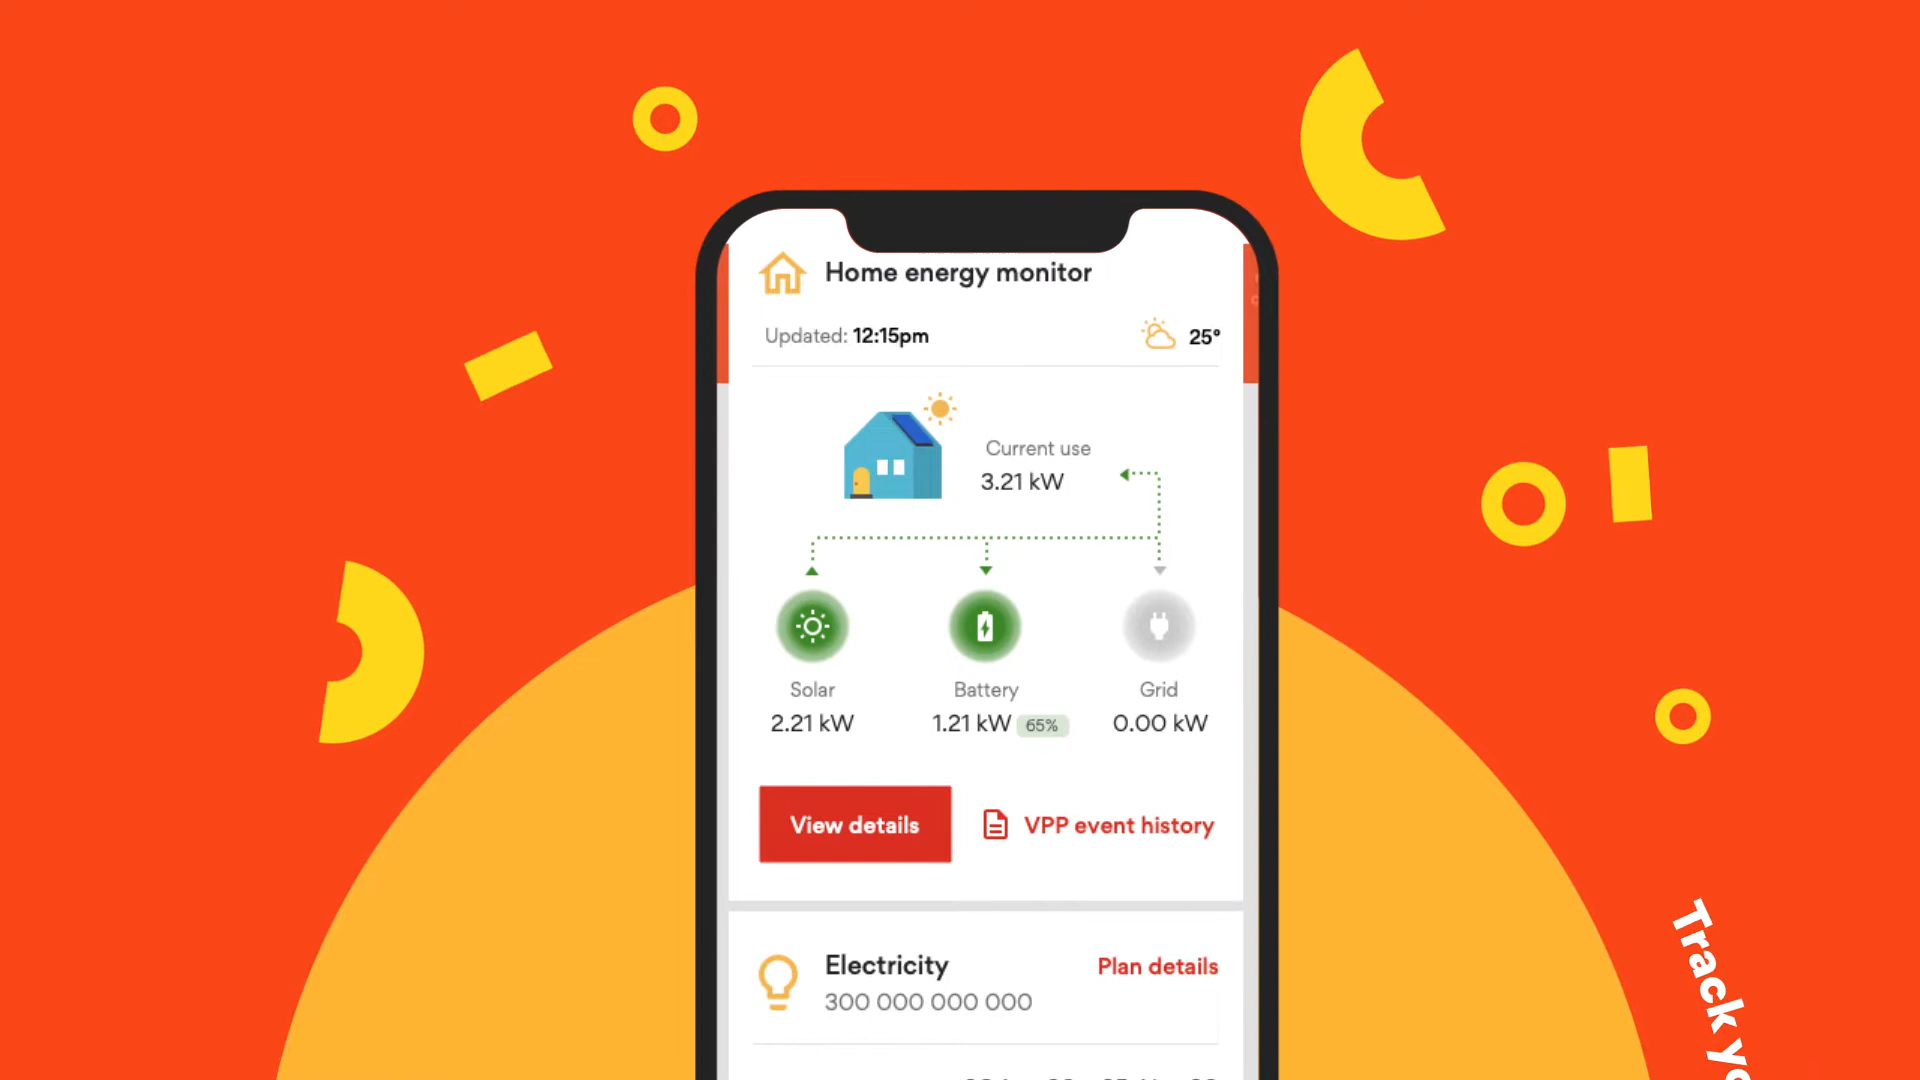 Home energy monitor
Updated: 12:15pm
25°
Current use
3.21 kW
Solar
Battery
Grid
2.21 kW
1.21 kW 65%
0.00 kW
View details
VPP event history
Electricity
Plan details
300 000 000 000
Track yo